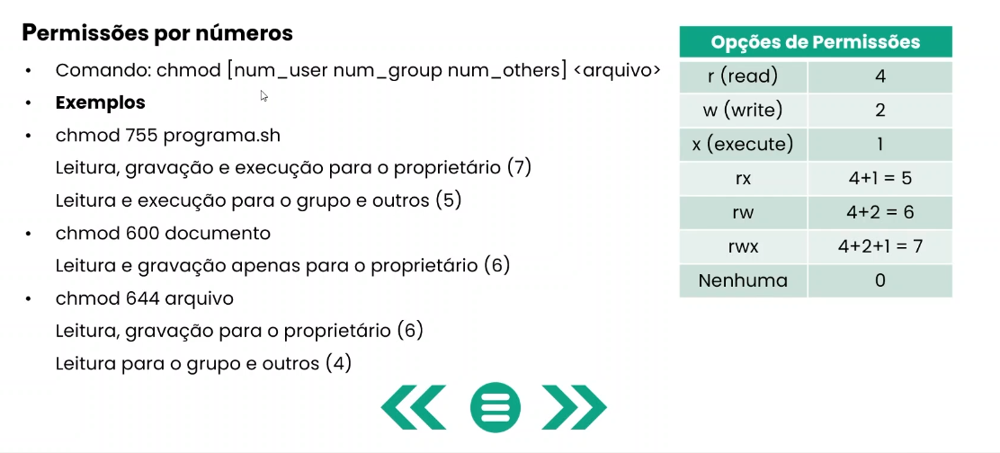 Permissões por números
• Comando: chmod [num_user num_group num_others] <arquivo>
• Exemplos
• chmod 755 programa.sh
Leitura, gravação e execução para o proprietário (7)
Leitura e execução para o grupo e outros (5)
• chmod 600 documento
Leitura e gravação apenas para o proprietário (6)
• chmod 644 arquivo
Leitura, gravação para o proprietário (6)
Leitura para o grupo e outros (4)
Opções de Permissões
r (read) 4
w (write) 2
x (execute) 1
rx 4+1 = 5
rw 4+2 = 6
rwx 4+2+1 = 7
Nenhuma 0